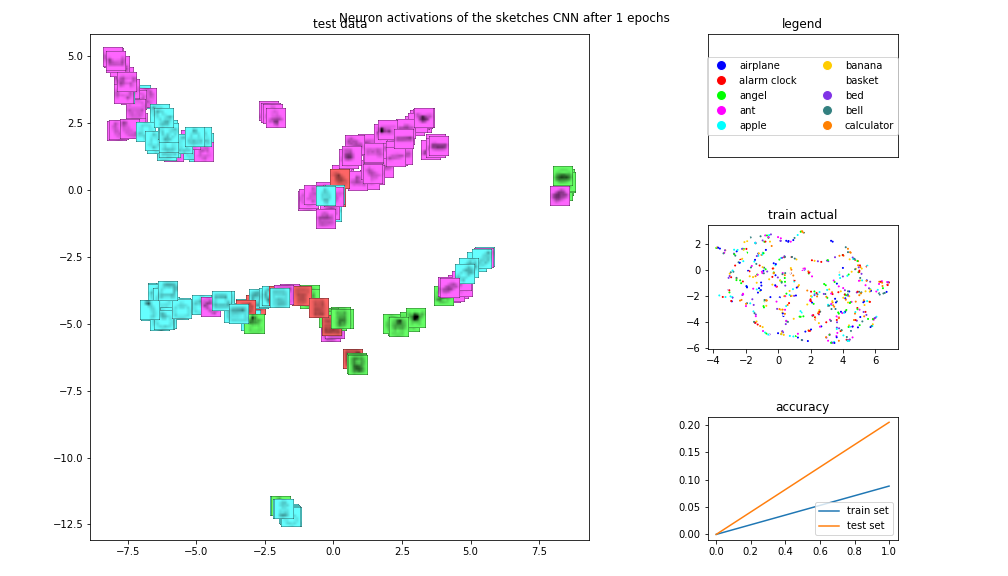 Neuron activations of the sketches CNN after 1 epochs
test data
5.0
2.5
0.0
−2.5
−5.0
−7.5
−10.0
−12.5
−7.5 −5.0 −2.5 0.0 2.5 5.0 7.5
legend
airplane banana
alarm clock basket
angel bed
ant bell
apple calculator
train actual
2
0
−2
−4
−6
−4 −2 0 2 4 6
accuracy
0.20
0.15
0.10
0.05
0.00
train set
test set
0.0 0.2 0.4 0.6 0.8 1.0